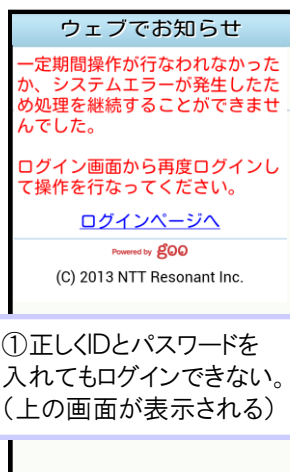 ウェブでお知らせ
一定期間操作が行なわれなかった
か、システムエラーが発生したた
め処理を継続することができませ
んでした。
ログイン画面から再度ログインし
て操作を行なってください。
ログインページへ
Powered by goo
(C) 2013 NTT Resonant Inc.
①正しくIDとパスワードを
入れてもログインできない。
(上の画面が表示される)